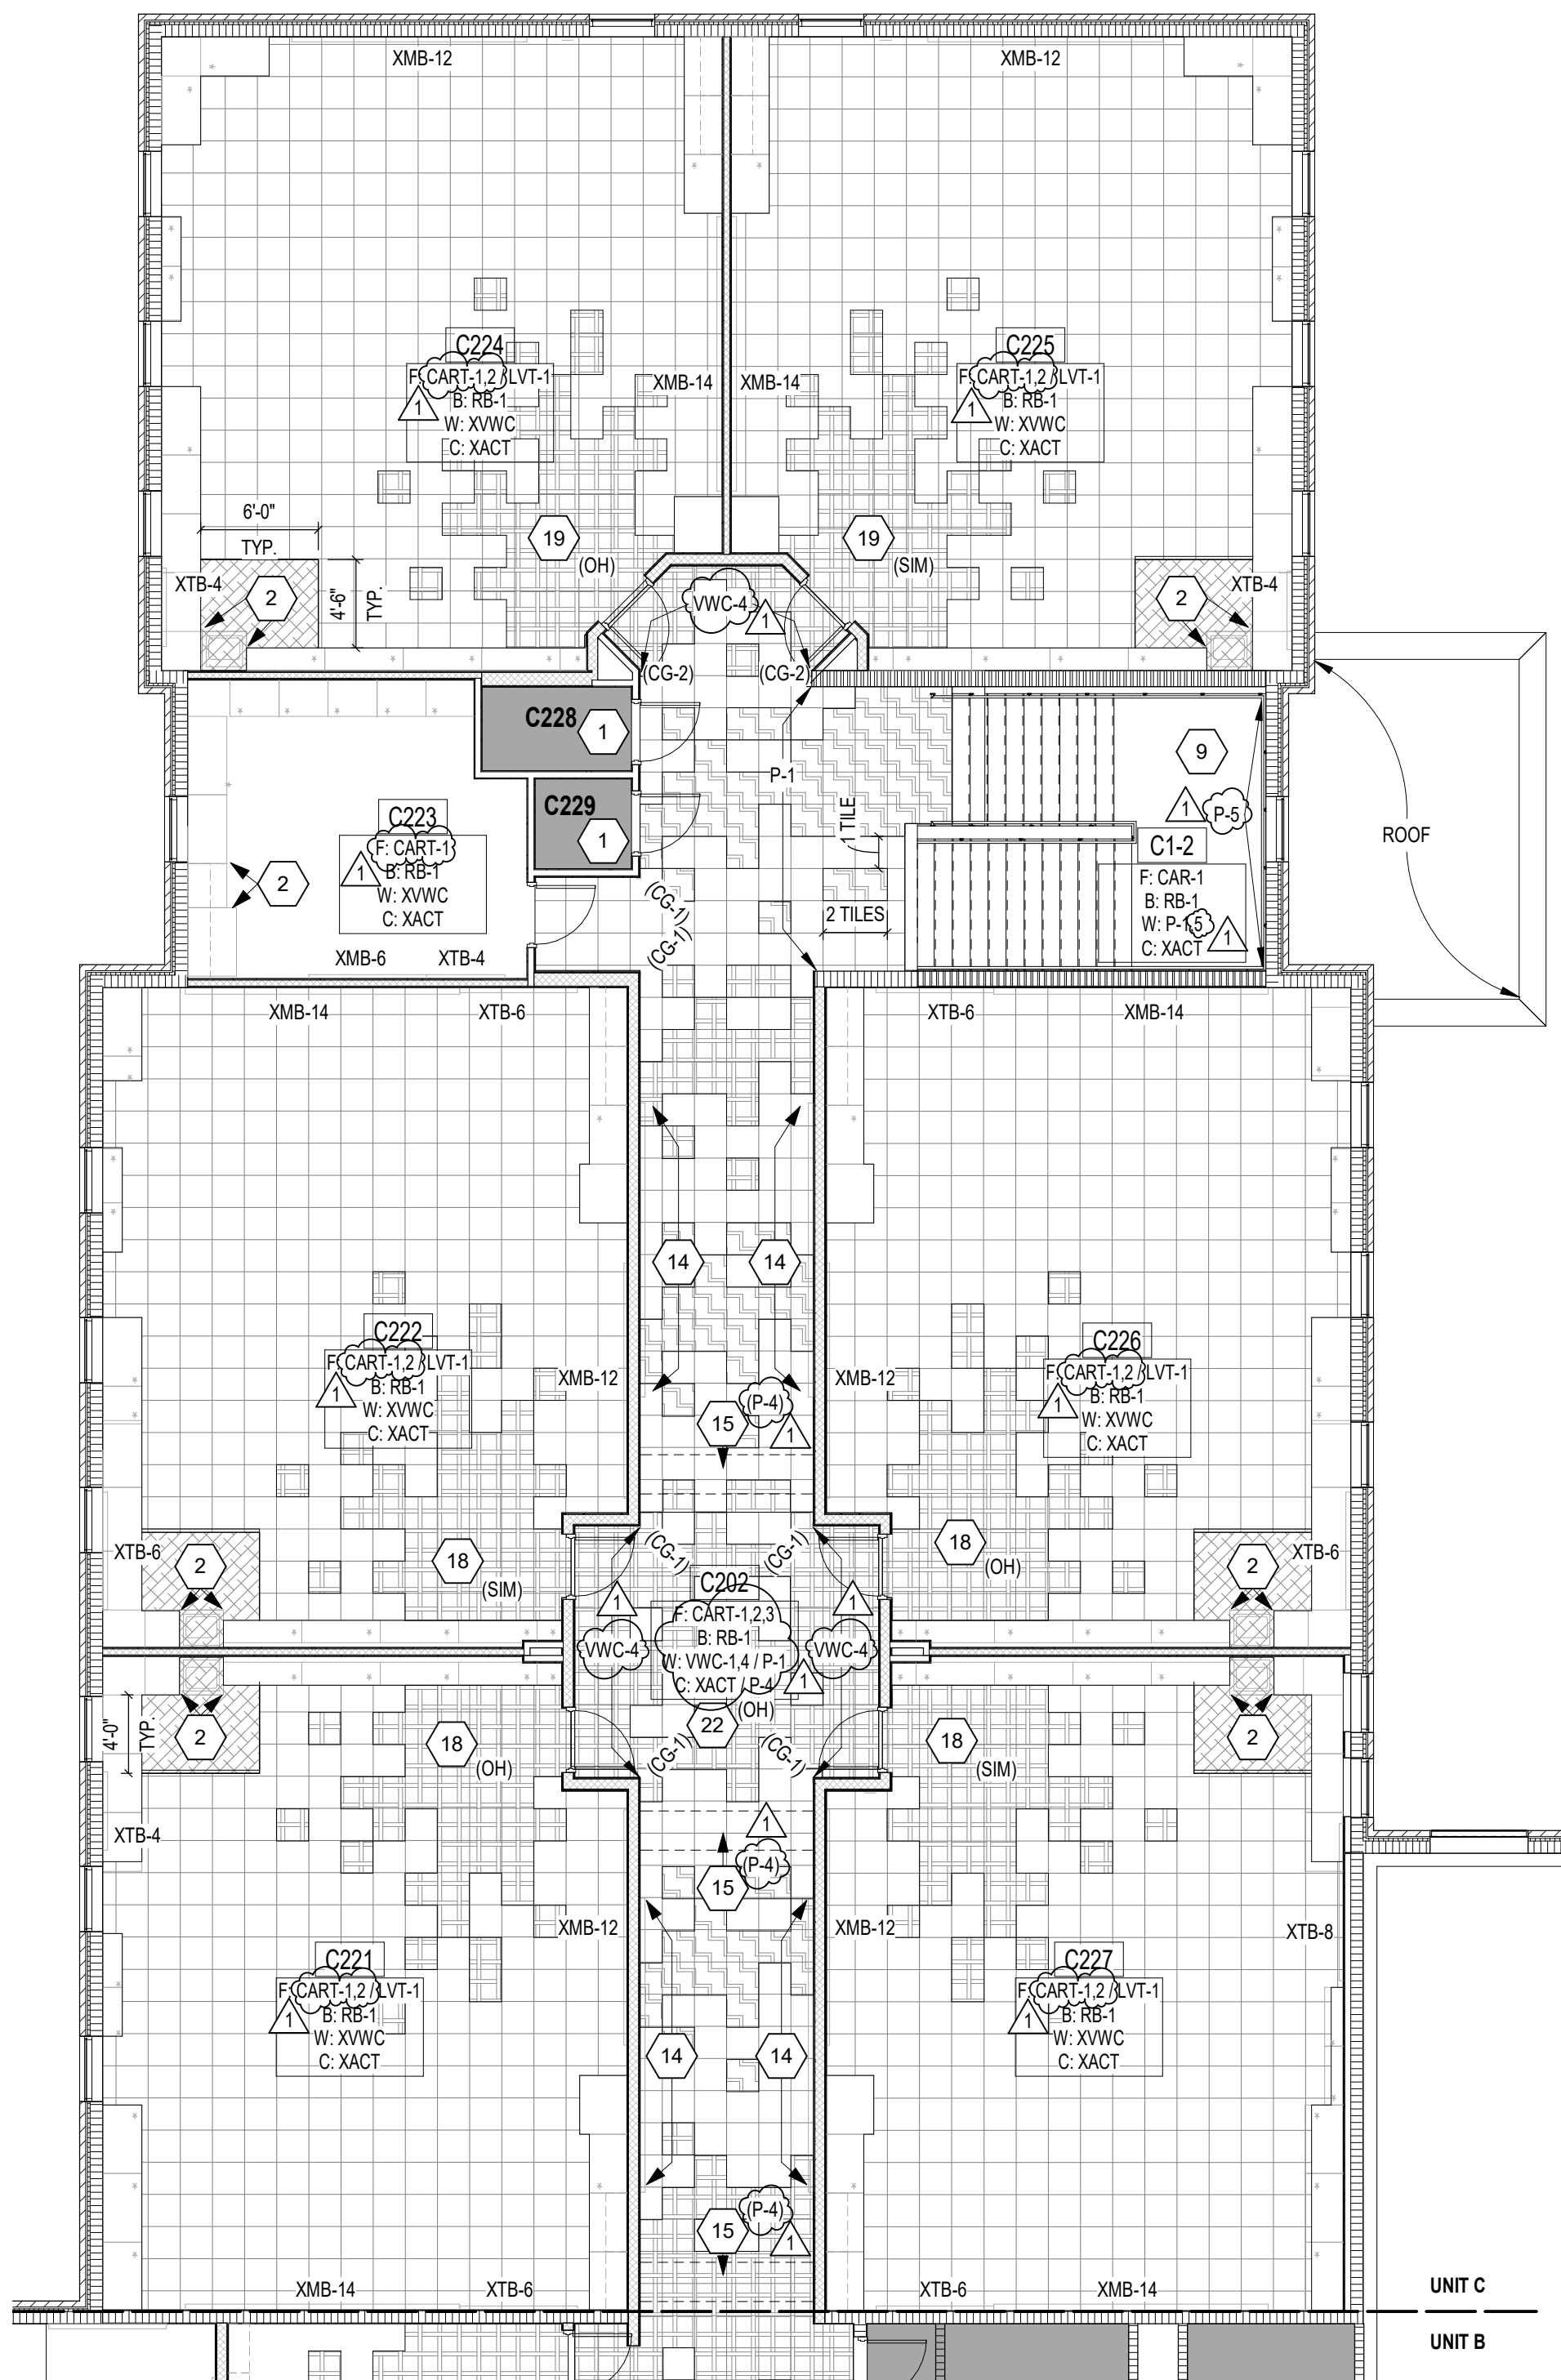 XMB-12
XMB-12
C224
F: CART-1,2 / LVT-1
1
B: RB-1
W: XVWC
C: XACT
XMB-14
XMB-14
C225
F: CART-1,2 / LVT-1
1
B: RB-1
W: XVWC
C: XACT
6'-0"
TYP.
4'-6"
TYP.
19
(OH)
19
(SIM)
XTB-4
2
2
XTB-4
VWC-4
1
(CG-2)
(CG-2)
C228
1
C229
1
P-1
1 TILE
2 TILES
9
1
P-5
C1-2
F: CAR-1
B: RB-1
W: P-1,5
C: XACT
1
ROOF
C223
F: CART-1
1
B: RB-1
W: XVWC
C: XACT
2
(CG-1)
(CG-1)
XMB-6
XTB-4
XMB-14
XTB-6
XTB-6
XMB-14
14
14
C222
F: CART-1,2 / LVT-1
1
B: RB-1
W: XVWC
C: XACT
XMB-12
XMB-12
C226
F: CART-1,2 / LVT-1
1
B: RB-1
W: XVWC
C: XACT
(P-4)
15
1
XTB-6
2
18
(SIM)
(CG-1)
(CG-1)
18
(OH)
2
XTB-6
C202
F: CART-1,2,3
B: RB-1
W: VWC-1,4 / P-1
C: XACT / P-4
1
1
1
VWC-4
VWC-4
(OH)
22
(CG-1)
(CG-1)
4'-0"
TYP.
2
18
(OH)
18
(SIM)
2
XTB-4
1
(P-4)
15
XMB-12
XMB-12
XTB-8
C221
F: CART-1,2 / LVT-1
1
B: RB-1
W: XVWC
C: XACT
C227
F: CART-1,2 / LVT-1
1
B: RB-1
W: XVWC
C: XACT
14
14
(P-4)
15
1
XMB-14
XTB-6
XTB-6
XMB-14
UNIT C
UNIT B